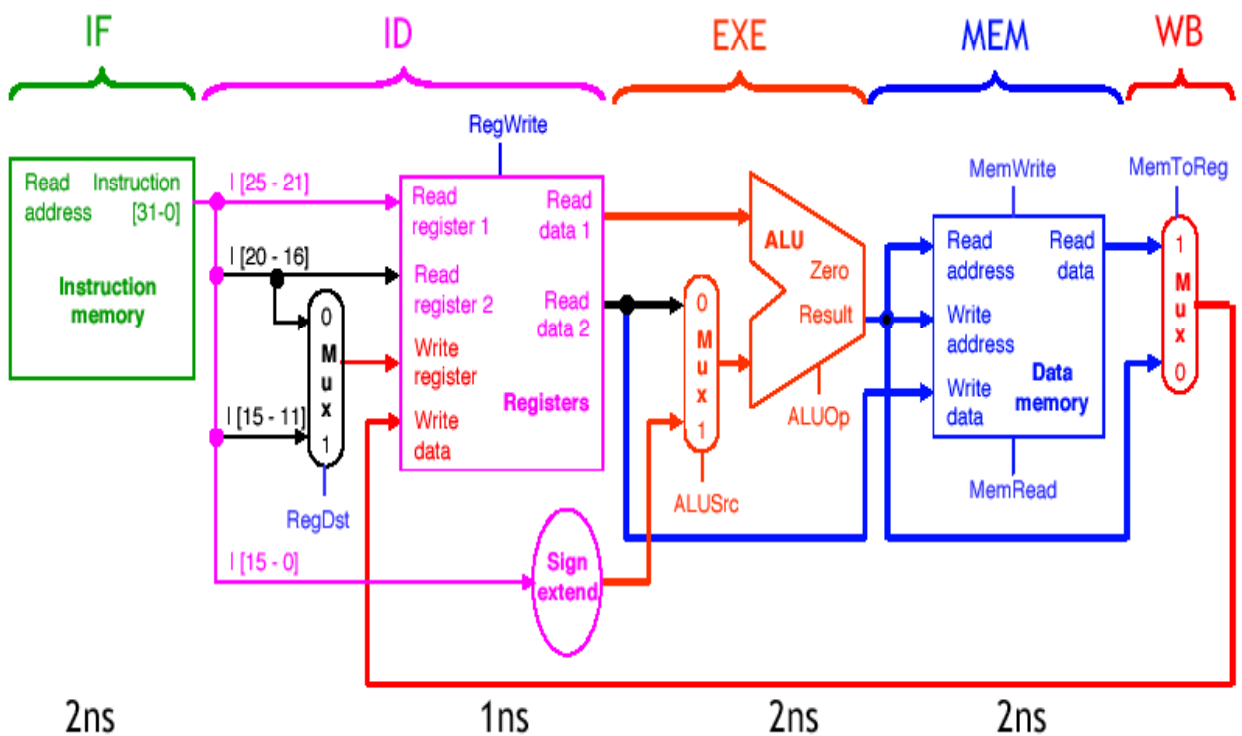 IF
ID
EXE
MEM
WB
Read address
Instruction [31-0]
Instruction
memory
I [25 - 21]
I [20 - 16]
I [15 - 11]
I [15 - 0]
0
M
u
x
1
RegDst
RegWrite
Read
register 1
Read
register 2
Write
register
Write
data
Read
data 1
Read
data 2
Registers
Sign
extend
0
M
u
x
1
ALUSrc
ALU
Zero
Result
ALUOp
MemWrite
Read
address
Write
address
Write
data
Read
data
Data
memory
MemRead
MemToReg
1
M
u
x
0
2ns
1ns
2ns
2ns